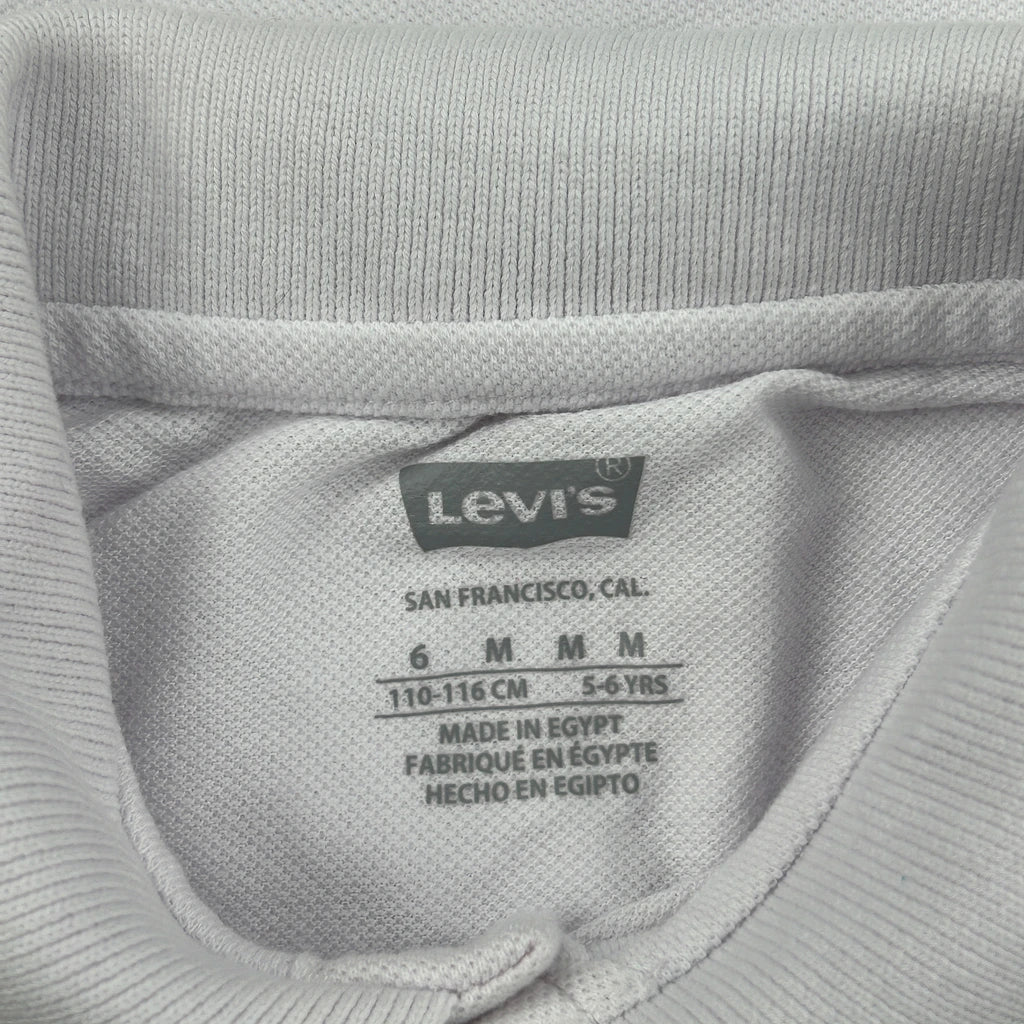 Levi's ®
SAN FRANCISCO, CAL.
6 M M M
110-116 CM 5-6 YRS
MADE IN EGYPT
FABRIQUÉ EN ÉGYPTE
HECHO EN EGIPTO